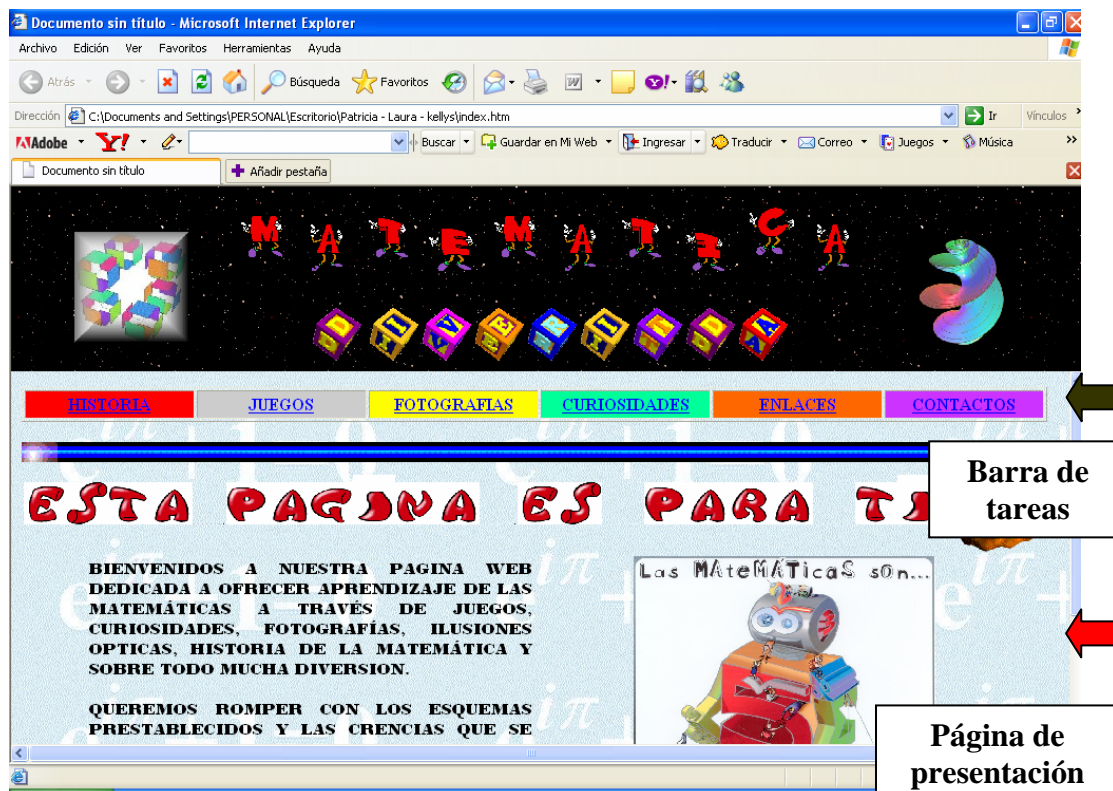 Documento sin título - Microsoft Internet Explorer
Archivo Edición Ver Favoritos Herramientas Ayuda
Atrás Búsqueda Favoritos
Dirección C:\Documents and Settings\PERSONAL\Escritorio\Patricia - Laura - kellys\index.htm Ir Vínculos
Adobe Y! Buscar Guardar en Mi Web Ingresar Traducir Correo Juegos Música
Documento sin título Añadir pestaña
MATEMATICA
DIVERTIDA
HISTORIA JUEGOS FOTOGRAFIAS CURIOSIDADES ENLACES CONTACTOS
Barra de
tareas
ESTA PAGINA ES PARA TI
BIENVENIDOS A NUESTRA PAGINA WEB
DEDICADA A OFRECER APRENDIZAJE DE LAS
MATEMÁTICAS A TRAVÉS DE JUEGOS,
CURIOSIDADES, FOTOGRAFÍAS, ILUSIONES
OPTICAS, HISTORIA DE LA MATEMÁTICA Y
SOBRE TODO MUCHA DIVERSION.
QUEREMOS ROMPER CON LOS ESQUEMAS
PRESTABLECIDOS Y LAS CRENCIAS QUE SE
Las MAteMÁTicaS sOn...
Página de
presentación